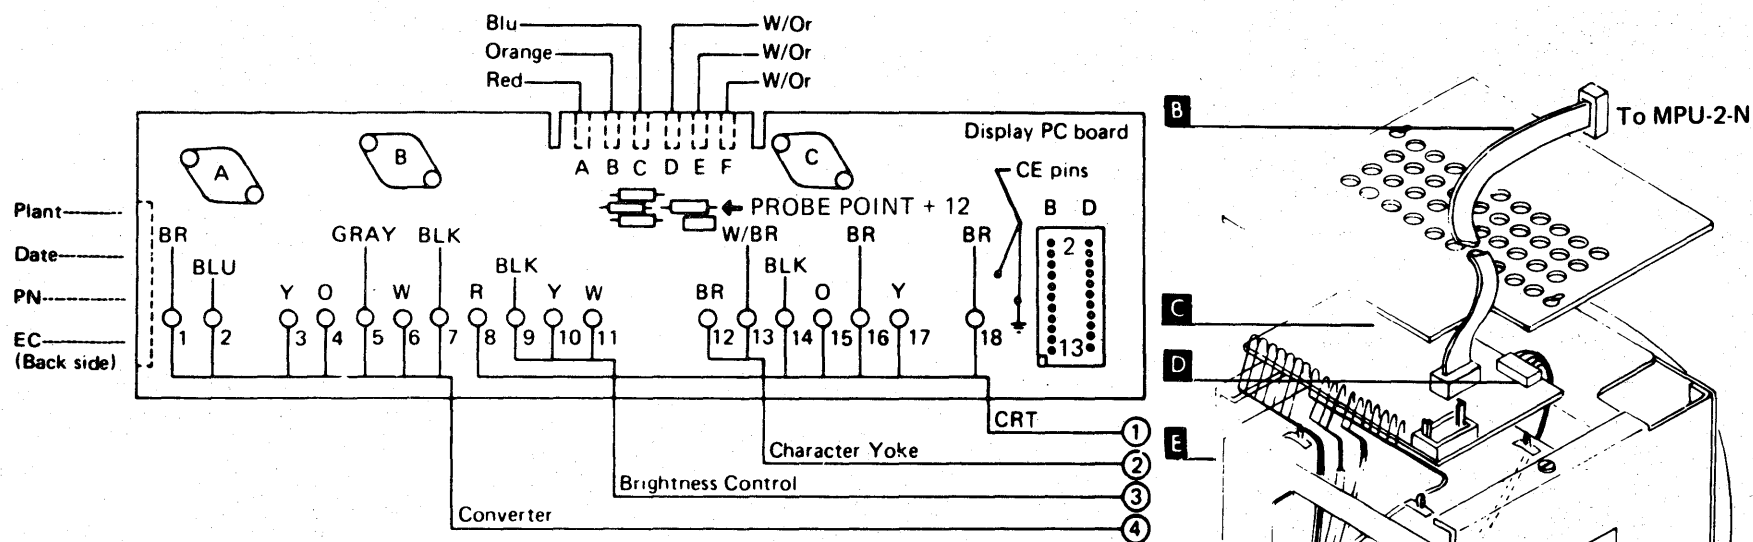 Blu
Orange
Red
W/Or
W/Or
W/Or
A B C D E F
Display PC board
A
B
C
CE pins
B D
2
13
PROBE POINT + 12
Plant
Date
PN
EC
(Back side)
BR
BLU
Y
O
GRAY
W
BLK
R
BLK
Y
W
BR
W/BR
BLK
O
BR
Y
BR
1 2 3 4 5 6 7 8 9 10 11 12 13 14 15 16 17 18
CRT
1
Character Yoke
2
Brightness Control
3
Converter
4
B
To MPU-2-N
C
D
E